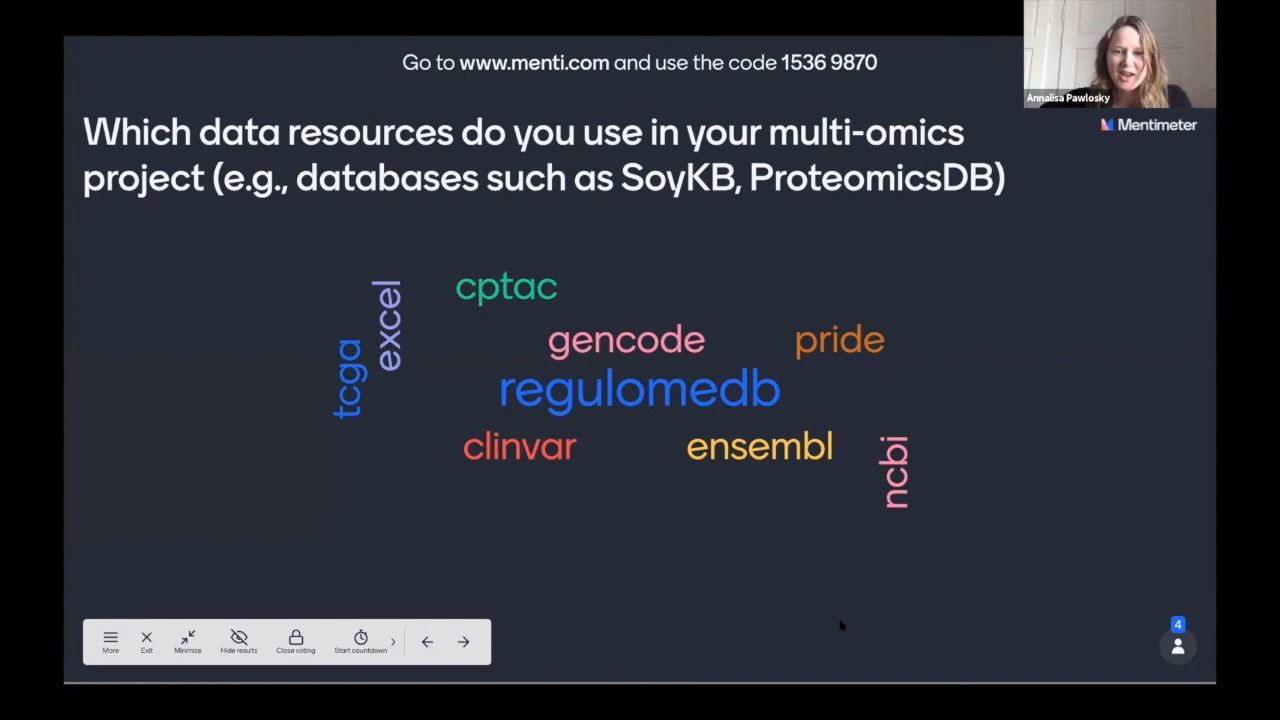 Go to www.menti.com and use the code 1536 9870
Annalisa Pawlosky
Mentimeter
Which data resources do you use in your multi-omics
project (e.g., databases such as SoyKB, ProteomicsDB)
cptac
excel
gencode
pride
tcga
regulomedb
clinvar
ensembl
ncbi
More
Exit
Minimize
Hide results
Close voting
Start countdown
4